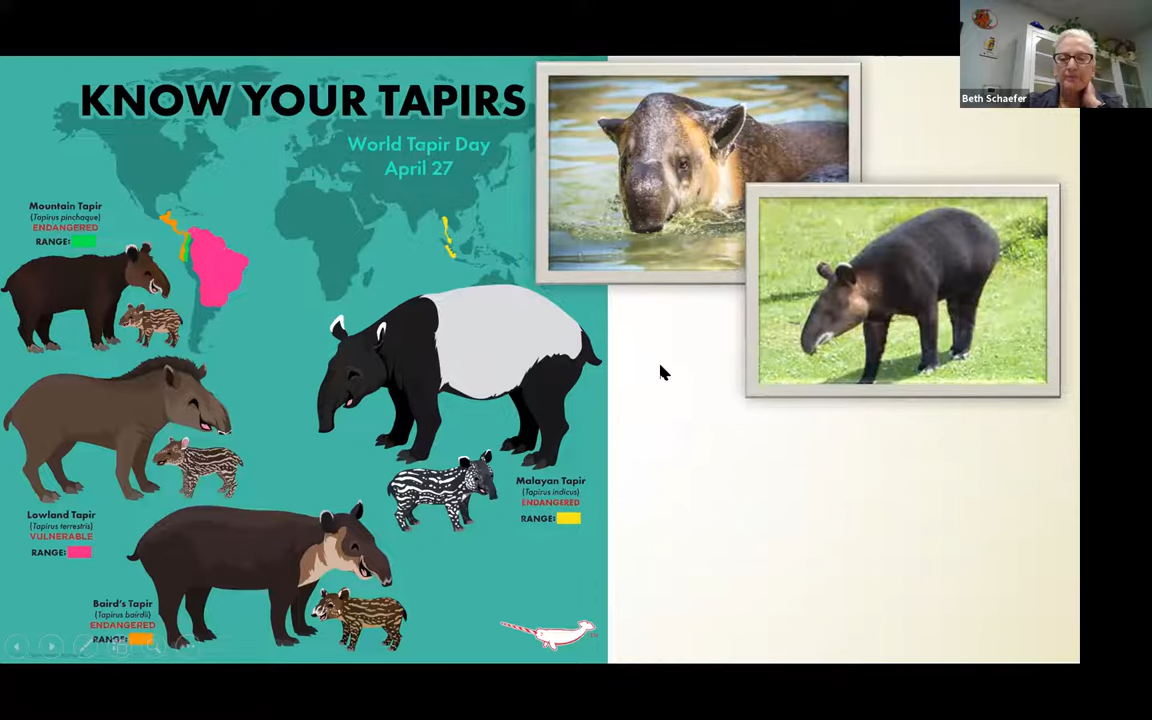 Beth Schaefer
KNOW YOUR TAPIRS
World Tapir Day
April 27
Mountain Tapir
(Tapirus pinchaque)
ENDANGERED
RANGE:
Lowland Tapir
(Tapirus terrestris)
VULNERABLE
RANGE:
Malayan Tapir
(Tapirus indicus)
ENDANGERED
RANGE:
Baird's Tapir
(Tapirus bairdii)
ENDANGERED
RANGE: